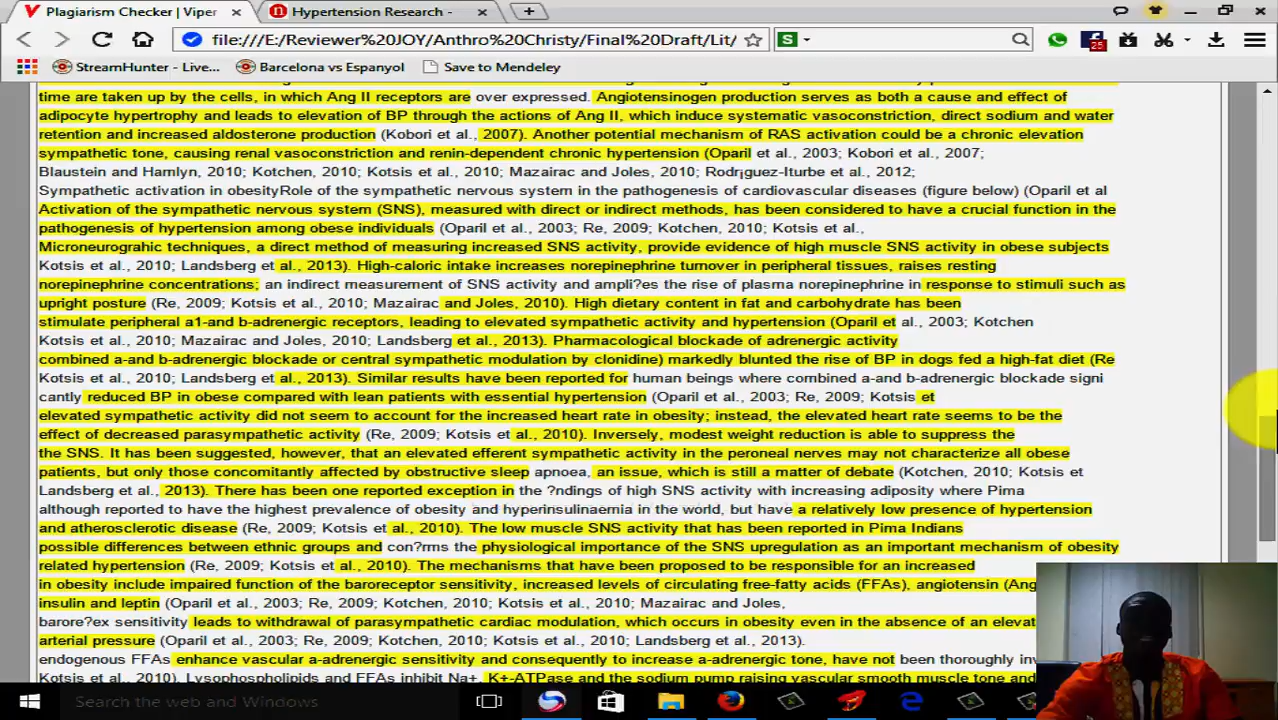 Plagiarism Checker | Viper
Hypertension Research -
file:///E:/Reviewer%20JOY/Anthro%20Christy/Final%20Draft/Lit/
S
25
StreamHunter - Live...
Barcelona vs Espanyol
Save to Mendeley
time are taken up by the cells, in which Ang II receptors are over expressed. Angiotensinogen production serves as both a cause and effect of
adipocyte hypertrophy and leads to elevation of BP through the actions of Ang II, which induce systematic vasoconstriction, direct sodium and water
retention and increased aldosterone production (Kobori et al., 2007). Another potential mechanism of RAS activation could be a chronic elevation
sympathetic tone, causing renal vasoconstriction and renin-dependent chronic hypertension (Oparil et al., 2003; Kobori et al., 2007;
Blaustein and Hamlyn, 2010; Kotchen, 2010; Kotsis et al., 2010; Mazairac and Joles, 2010; Rodr¡guez-Iturbe et al., 2012;
Sympathetic activation in obesityRole of the sympathetic nervous system in the pathogenesis of cardiovascular diseases (figure below) (Oparil et al
Activation of the sympathetic nervous system (SNS), measured with direct or indirect methods, has been considered to have a crucial function in the
pathogenesis of hypertension among obese individuals (Oparil et al., 2003; Re, 2009; Kotchen, 2010; Kotsis et al.,
Microneurograhic techniques, a direct method of measuring increased SNS activity, provide evidence of high muscle SNS activity in obese subjects
Kotsis et al., 2010; Landsberg et al., 2013). High-caloric intake increases norepinephrine turnover in peripheral tissues, raises resting
norepinephrine concentrations; an indirect measurement of SNS activity and ampli?es the rise of plasma norepinephrine in response to stimuli such as
upright posture (Re, 2009; Kotsis et al., 2010; Mazairac and Joles, 2010). High dietary content in fat and carbohydrate has been
stimulate peripheral a1-and b-adrenergic receptors, leading to elevated sympathetic activity and hypertension (Oparil et al., 2003; Kotchen
Kotsis et al., 2010; Mazairac and Joles, 2010; Landsberg et al., 2013). Pharmacological blockade of adrenergic activity
combined a-and b-adrenergic blockade or central sympathetic modulation by clonidine) markedly blunted the rise of BP in dogs fed a high-fat diet (Re
Kotsis et al., 2010; Landsberg et al., 2013). Similar results have been reported for human beings where combined a-and b-adrenergic blockade signi
cantly reduced BP in obese compared with lean patients with essential hypertension (Oparil et al., 2003; Re, 2009; Kotsis et
elevated sympathetic activity did not seem to account for the increased heart rate in obesity; instead, the elevated heart rate seems to be the
effect of decreased parasympathetic activity (Re, 2009; Kotsis et al., 2010). Inversely, modest weight reduction is able to suppress the
the SNS. It has been suggested, however, that an elevated efferent sympathetic activity in the peroneal nerves may not characterize all obese
patients, but only those concomitantly affected by obstructive sleep apnoea, an issue, which is still a matter of debate (Kotchen, 2010; Kotsis et
Landsberg et al., 2013). There has been one reported exception in the ?ndings of high SNS activity with increasing adiposity where Pima
although reported to have the highest prevalence of obesity and hyperinsulinaemia in the world, but have a relatively low presence of hypertension
and atherosclerotic disease (Re, 2009; Kotsis et al., 2010). The low muscle SNS activity that has been reported in Pima Indians
possible differences between ethnic groups and con?rms the physiological importance of the SNS upregulation as an important mechanism of obesity
related hypertension (Re, 2009; Kotsis et al., 2010). The mechanisms that have been proposed to be responsible for an increased
in obesity include impaired function of the baroreceptor sensitivity, increased levels of circulating free-fatty acids (FFAs), angiotensin (Ang
insulin and leptin (Oparil et al., 2003; Re, 2009; Kotchen, 2010; Kotsis et al., 2010; Mazairac and Joles,
barore?ex sensitivity leads to withdrawal of parasympathetic cardiac modulation, which occurs in obesity even in the absence of an
arterial pressure (Oparil et al., 2003; Re, 2009; Kotchen, 2010; Kotsis et al., 2010; Landsberg et al., 2013).
endogenous FFAs enhance vascular a-adrenergic sensitivity and consequently to increase a-adrenergic tone, have not been thoroughly
Kotsis et al., 2010). Lysophospholipids and FFAs inhibit Na+, K+-ATPase and the sodium pump raising vascular smooth muscle tone and
Search the web and Windows